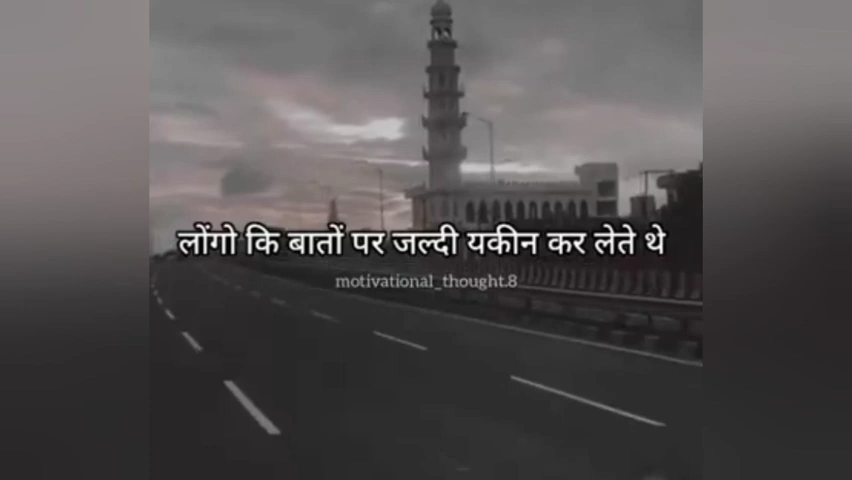 लोंगो कि बातों पर जल्दी यकीन कर लेते थे
motivational_thought.8